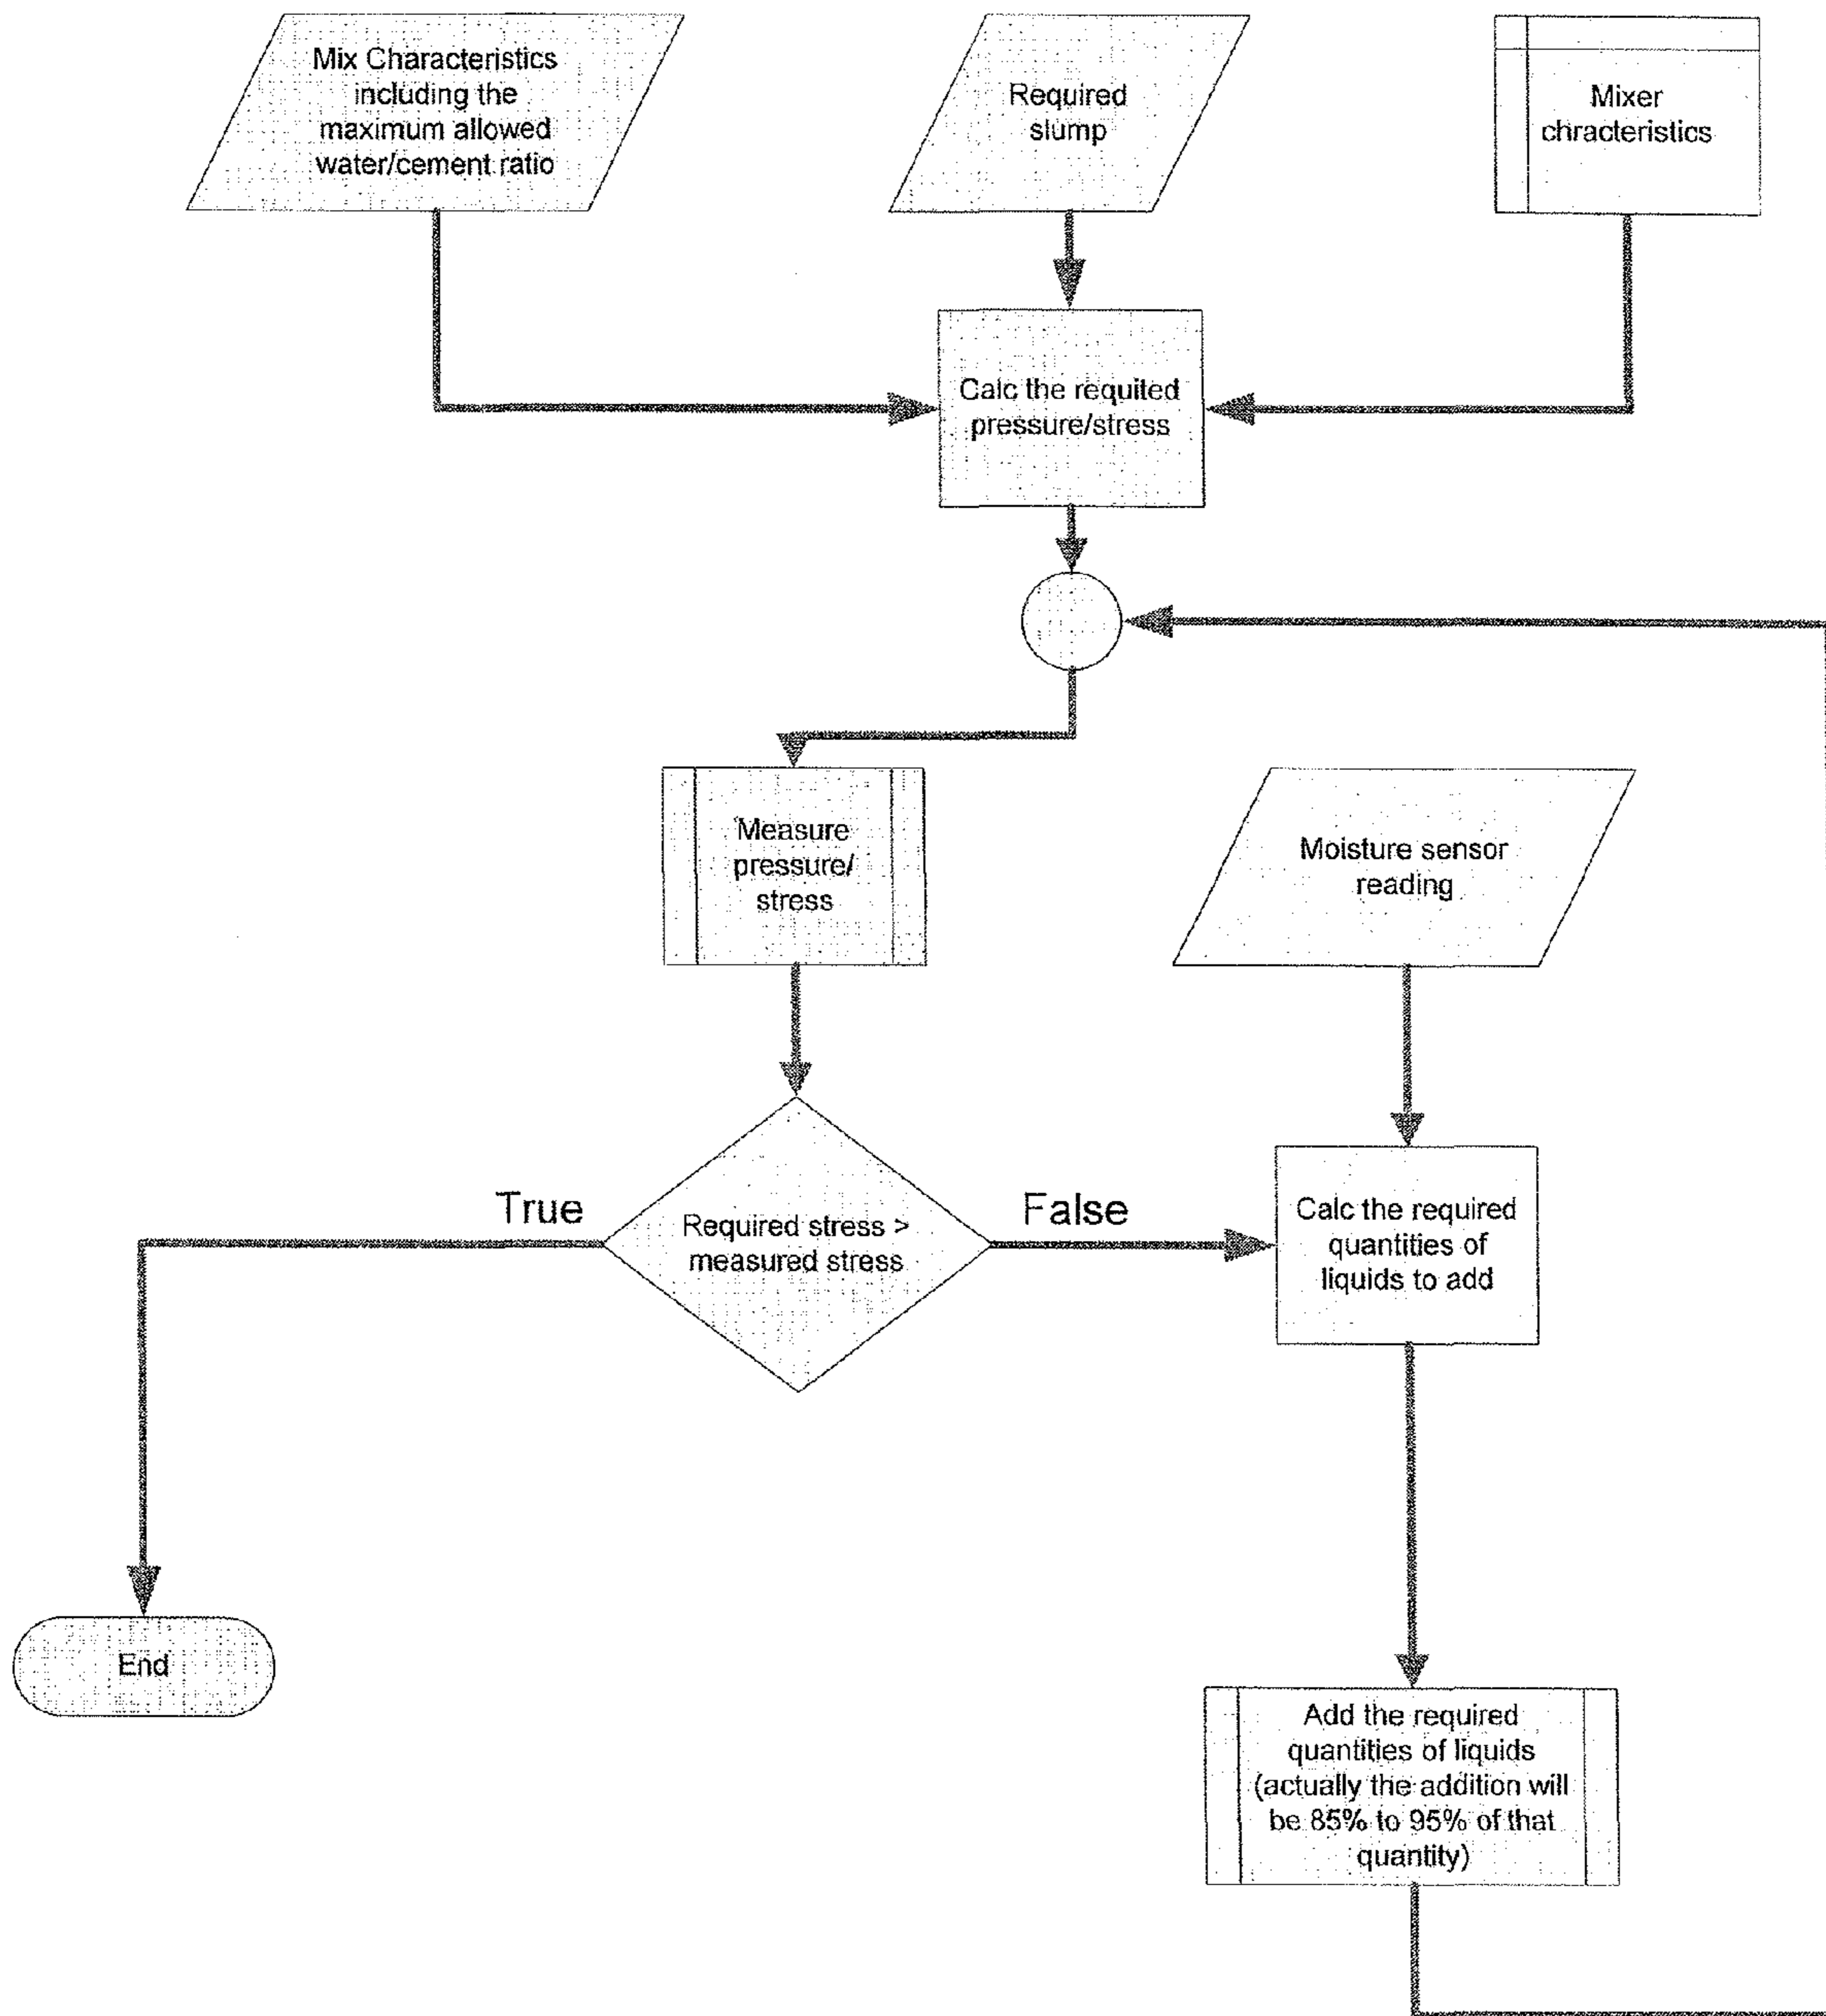 Mix Characteristics
including the
maximum allowed
water/cement ratio
Required
slump
Mixer
chracteristics
Calc the requited
pressure/stress
Measure
pressure/
stress
Moisture sensor
reading
True
Required stress >
measured stress
False
Calc the required
quantities of
liquids to add
End
Add the required
quantities of liquids
(actually the addition will
be 85% to 95% of that
quantity)